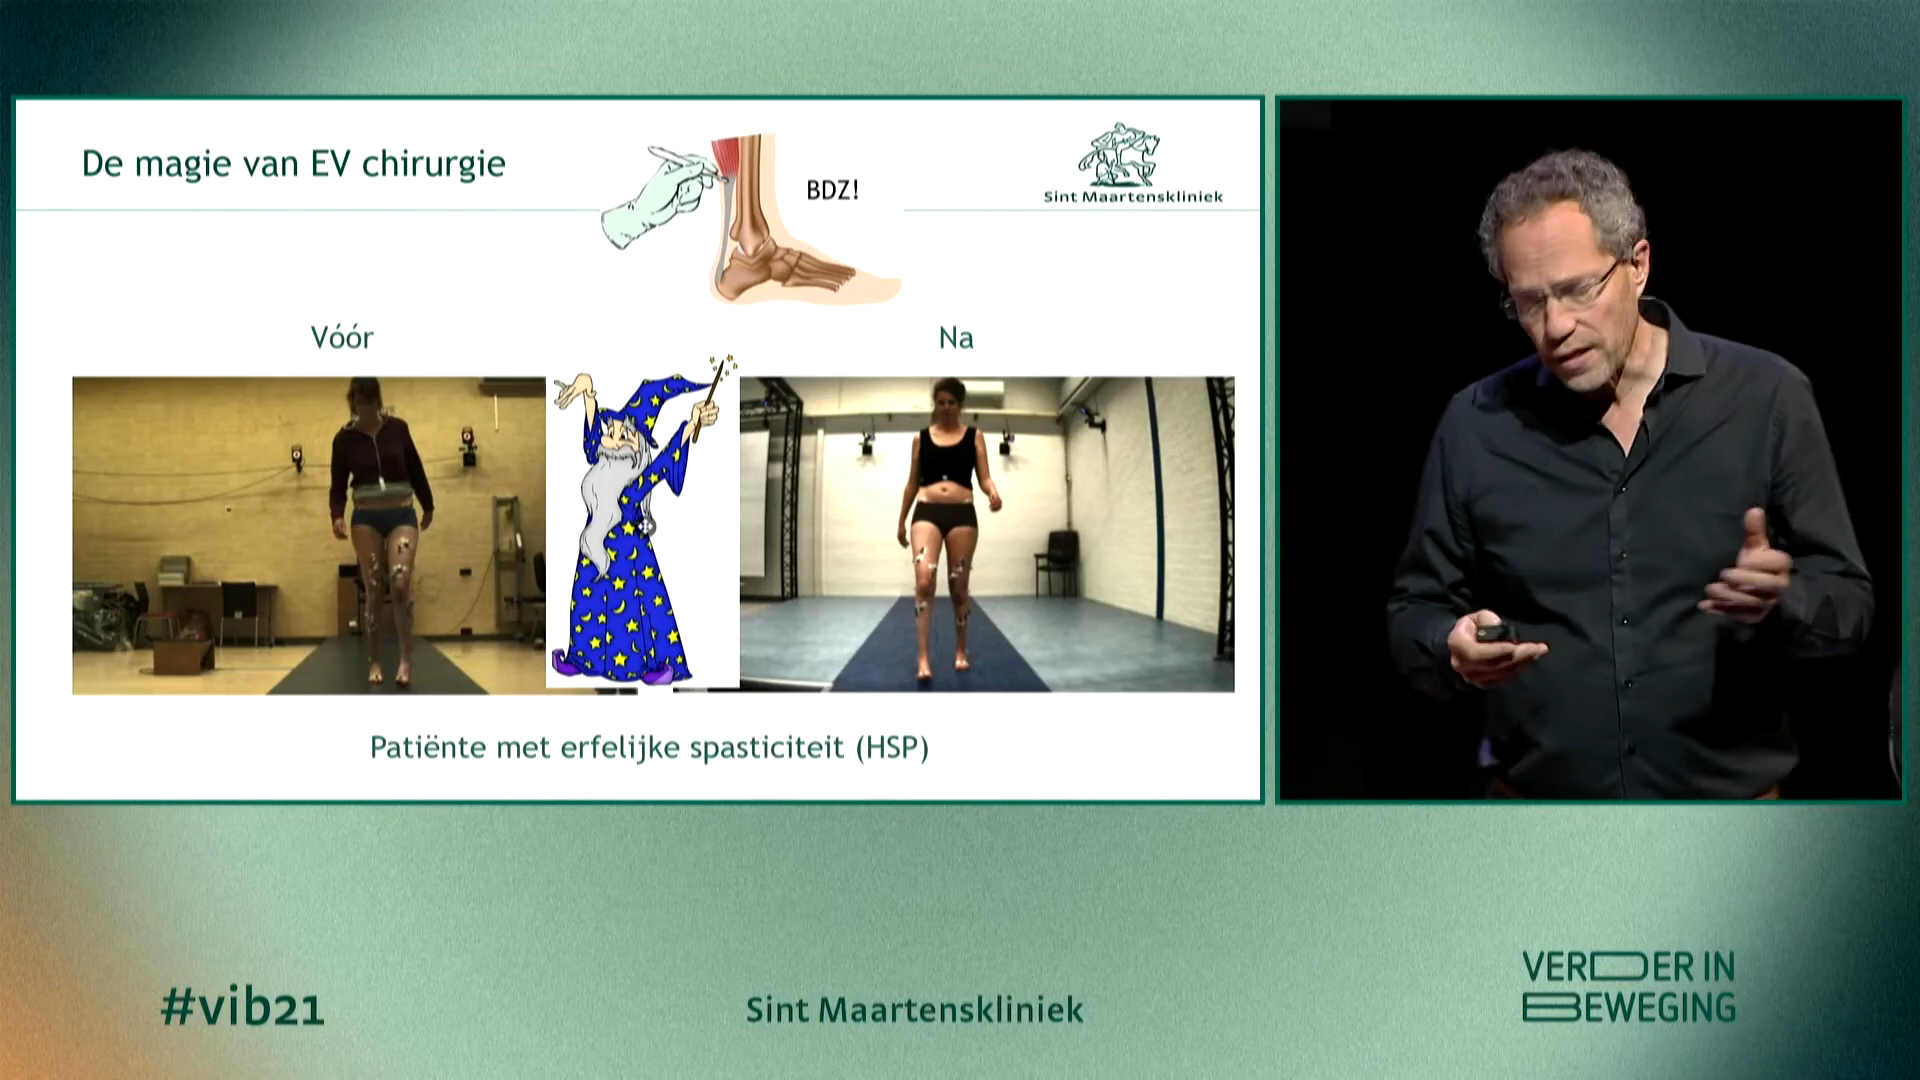 De magie van EV chirurgie
BDZ!
Sint Maartenskliniek
Vóór
Na
Patiënte met erfelijke spasticiteit (HSP)
#vib21
Sint Maartenskliniek
VERDER IN
BEWEGING